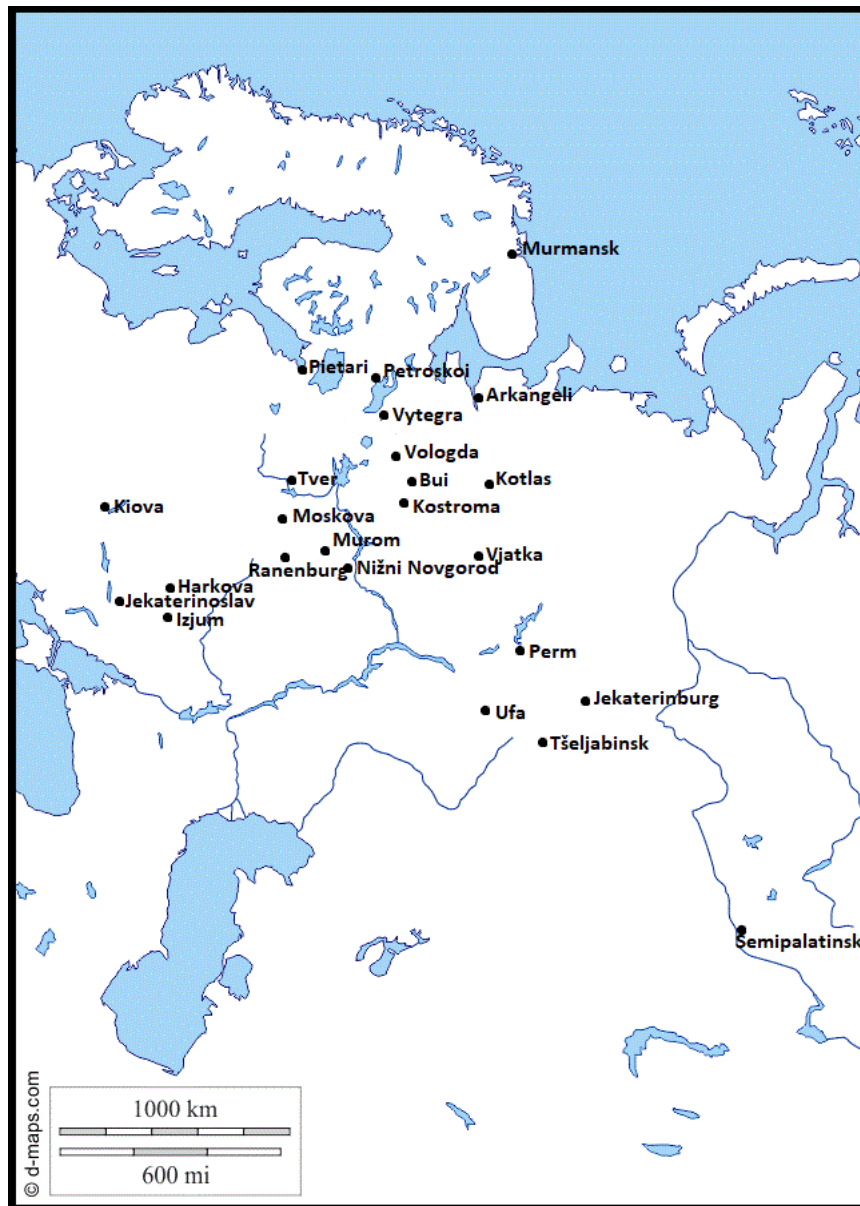 Murmansk
Pietari
Petroskoi
Arkangeli
Vytegra
Vologda
Tver
Bui
Kotlas
Kiova
Kostroma
Moskova
Murom
Vjatka
Ranenburg
Nižni Novgorod
Harkova
Jekaterinoslav
Izjum
Perm
Jekaterinburg
Ufa
Tšeljabinsk
Semipalatinsk
1000 km
600 mi
© d-maps.com